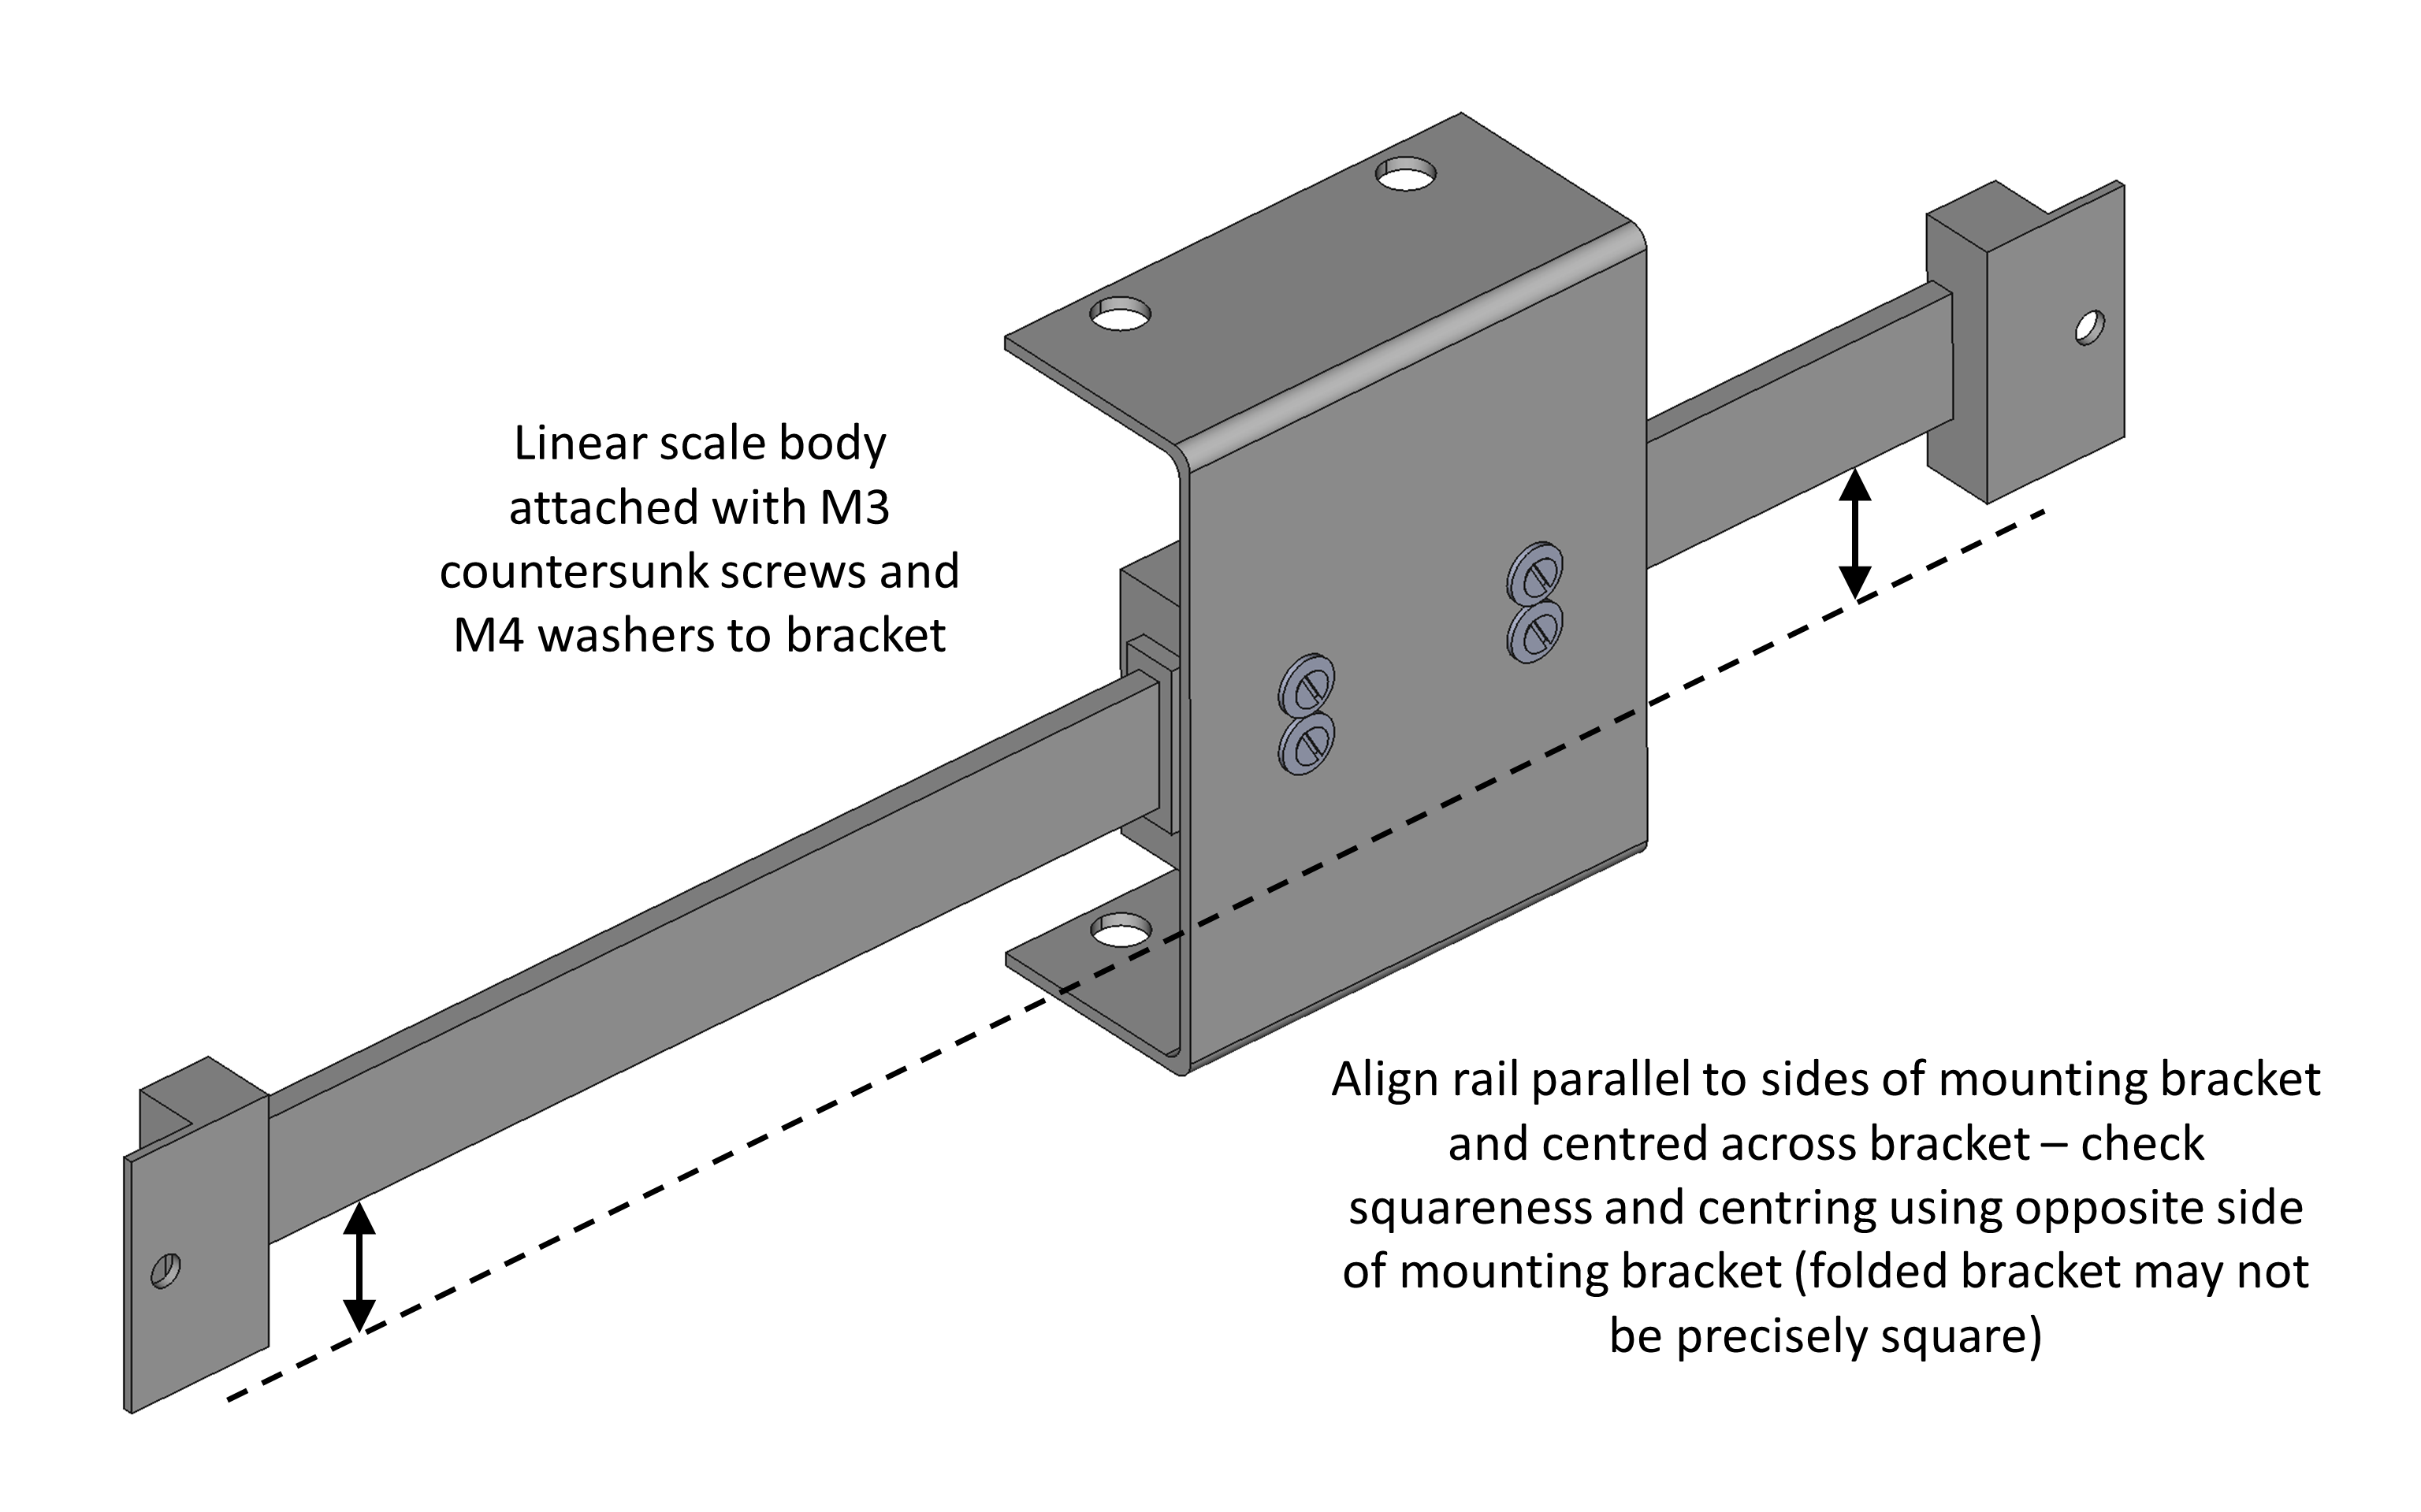 Linear scale body
attached with M3
countersunk screws and
M4 washers to bracket
Align rail parallel to sides of mounting bracket
and centred across bracket – check
squareness and centring using opposite side
of mounting bracket (folded bracket may not
be precisely square)